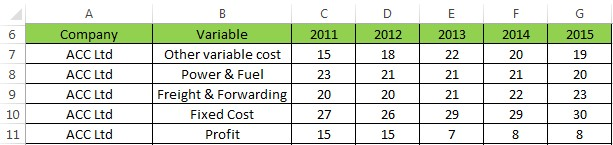 A B C D E F G
6 Company Variable 2011 2012 2013 2014 2015
7 ACC Ltd Other variable cost 15 18 22 20 19
8 ACC Ltd Power & Fuel 23 21 21 21 20
9 ACC Ltd Freight & Forwarding 20 20 21 22 23
10 ACC Ltd Fixed Cost 27 26 29 29 30
11 ACC Ltd Profit 15 15 7 8 8